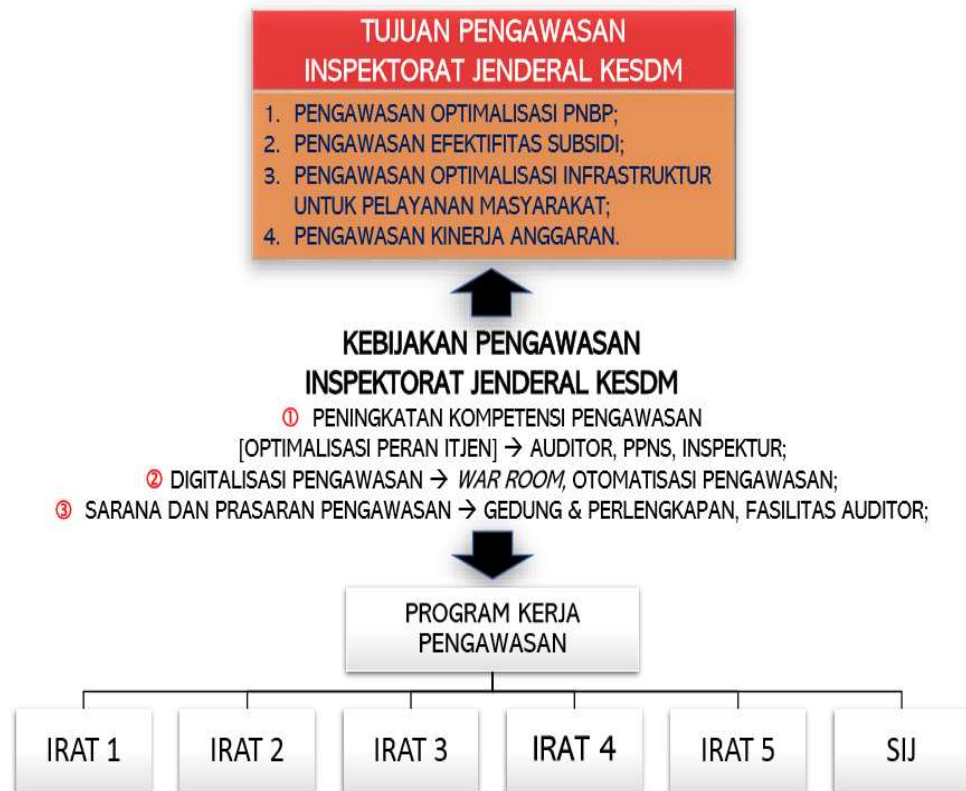 TUJUAN PENGAWASAN
INSPEKTORAT JENDERAL KESDM
1. PENGAWASAN OPTIMALISASI PNBP;
2. PENGAWASAN EFEKTIFITAS SUBSIDI;
3. PENGAWASAN OPTIMALISASI INFRASTRUKTUR
UNTUK PELAYANAN MASYARAKAT;
4. PENGAWASAN KINERJA ANGGARAN.
KEBIJAKAN PENGAWASAN
INSPEKTORAT JENDERAL KESDM
① PENINGKATAN KOMPETENSI PENGAWASAN
[OPTIMALISASI PERAN ITJEN] → AUDITOR, PPNS, INSPEKTUR;
② DIGITALISASI PENGAWASAN → WAR ROOM, OTOMATISASI PENGAWASAN;
③ SARANA DAN PRASARAN PENGAWASAN → GEDUNG & PERLENGKAPAN, FASILITAS AUDITOR;
PROGRAM KERJA
PENGAWASAN
IRAT 1 IRAT 2 IRAT 3 IRAT 4 IRAT 5 SIJ